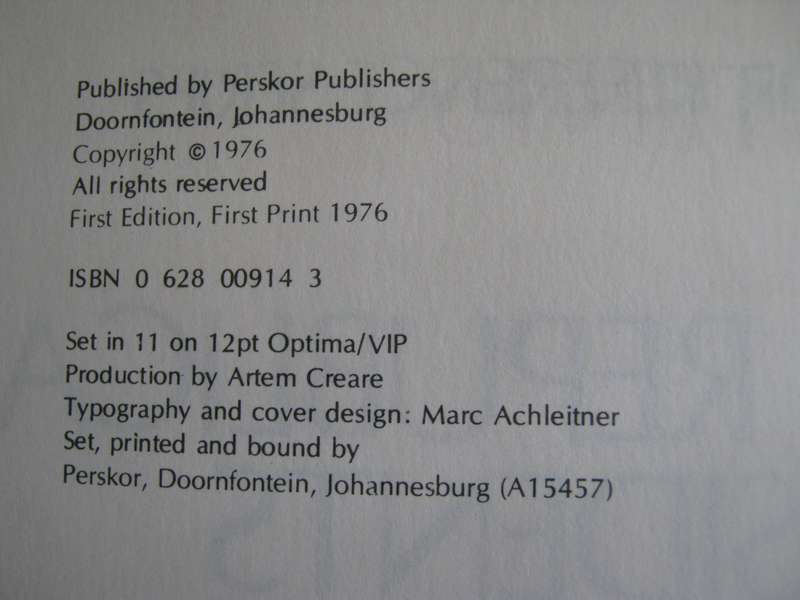 Published by Perskor Publishers
Doornfontein, Johannesburg
Copyright © 1976
All rights reserved
First Edition, First Print 1976
ISBN 0 628 00914 3
Set in 11 on 12pt Optima/VIP
Production by Artem Creare
Typography and cover design: Marc Achleitner
Set, printed and bound by
Perskor, Doornfontein, Johannesburg (A15457)